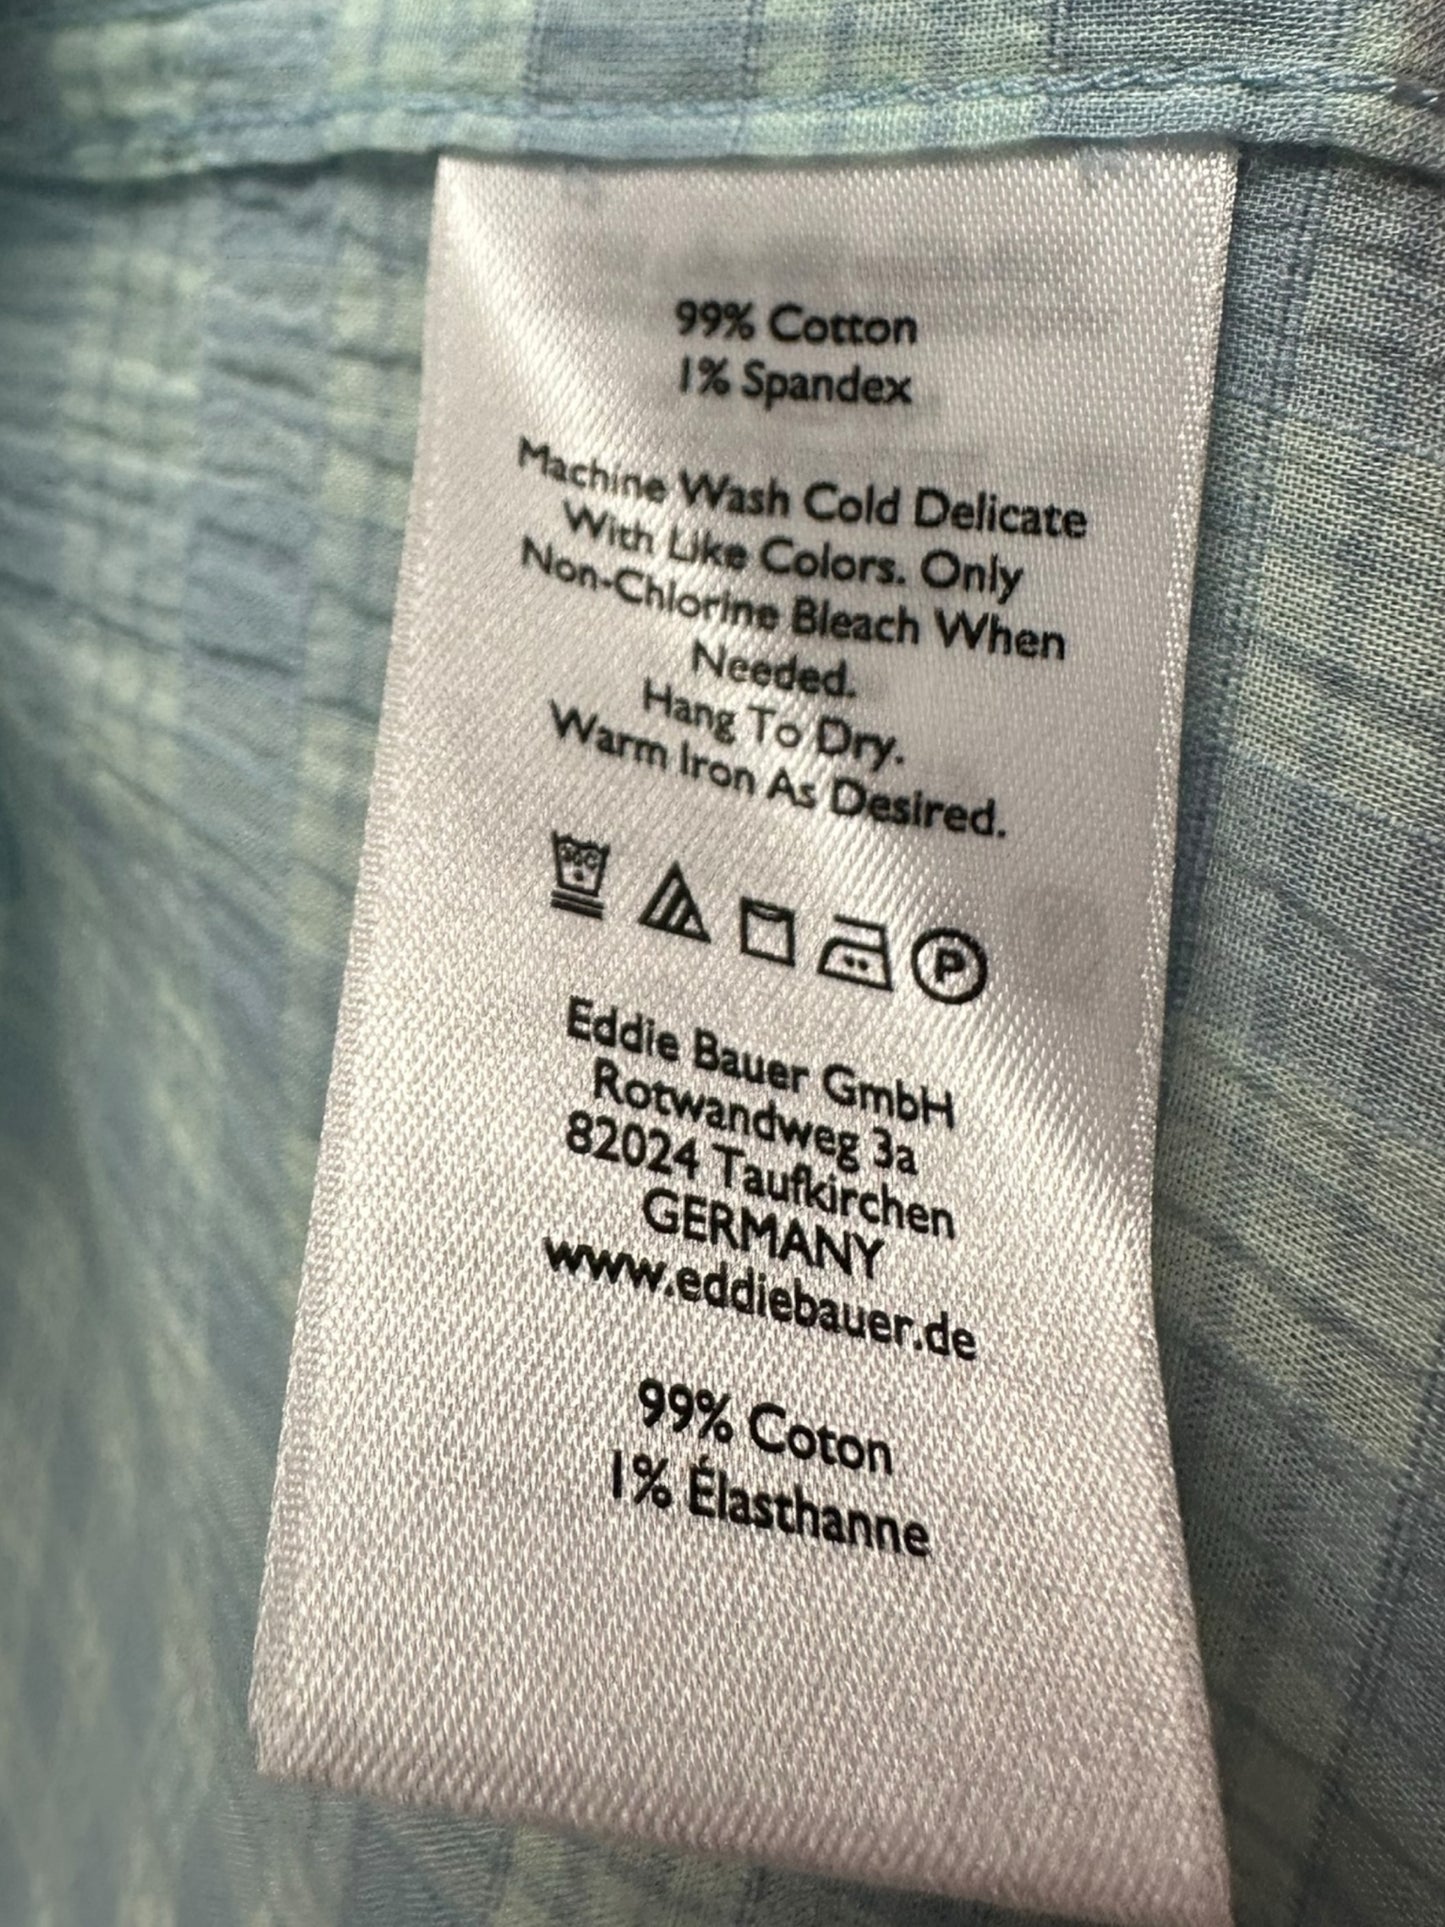 99% Cotton
1% Spandex
Machine Wash Cold Delicate
With Like Colors. Only
Non-Chlorine Bleach When
Needed.
Hang To Dry.
Warm Iron As Desired.
30C
P
Eddie Bauer GmbH
Rotwandweg 3a
82024 Taufkirchen
GERMANY
www.eddiebauer.de
99% Coton
1% Élasthanne